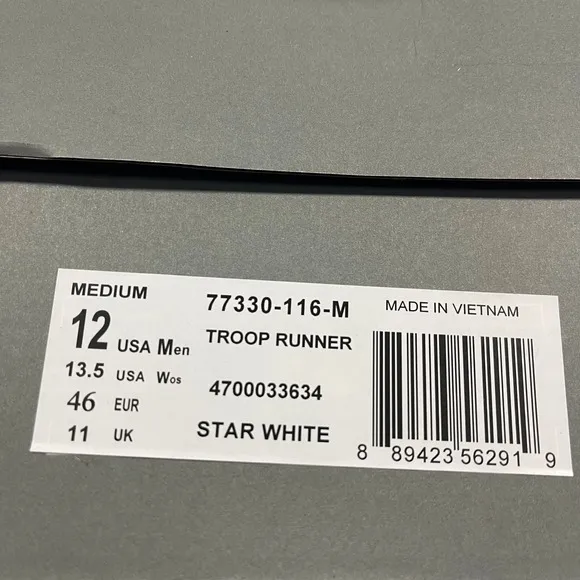 MEDIUM
12 USA Men
13.5 USA Wos
46 EUR
11 UK
77330-116-M
TROOP RUNNER
4700033634
STAR WHITE
MADE IN VIETNAM
8 89423 56291 9